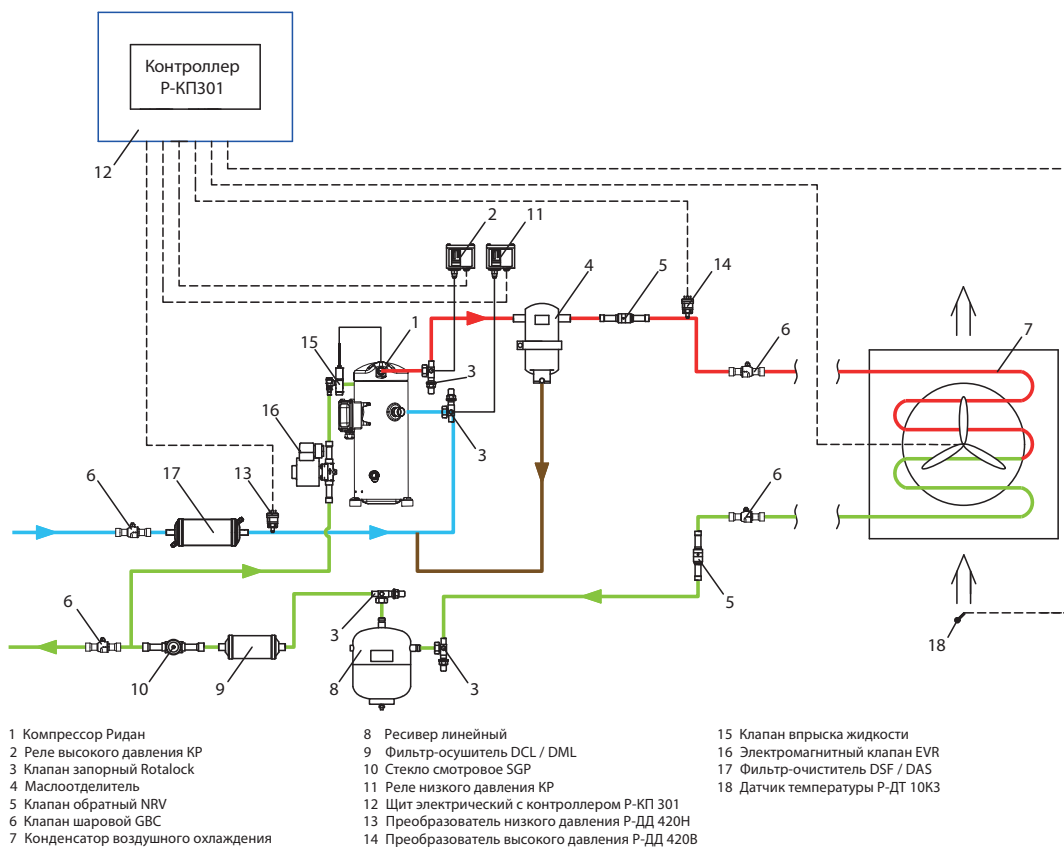 Контроллер
Р-КП301
12
2
11
4
5
14
1
15
3
6
7
16
3
6
17
13
6
5
6
3
18
10
9
8
3
1 Компрессор Ридан
2 Реле высокого давления КР
3 Клапан запорный Rotalock
4 Маслоотделитель
5 Клапан обратный NRV
6 Клапан шаровой GBC
7 Конденсатор воздушного охлаждения
8 Ресивер линейный
9 Фильтр-осушитель DCL / DML
10 Стекло смотровое SGP
11 Реле низкого давления КР
12 Щит электрический с контроллером Р-КП 301
13 Преобразователь низкого давления Р-ДД 420Н
14 Преобразователь высокого давления Р-ДД 420В
15 Клапан впрыска жидкости
16 Электромагнитный клапан EVR
17 Фильтр-очиститель DSF / DAS
18 Датчик температуры Р-ДТ 10К3